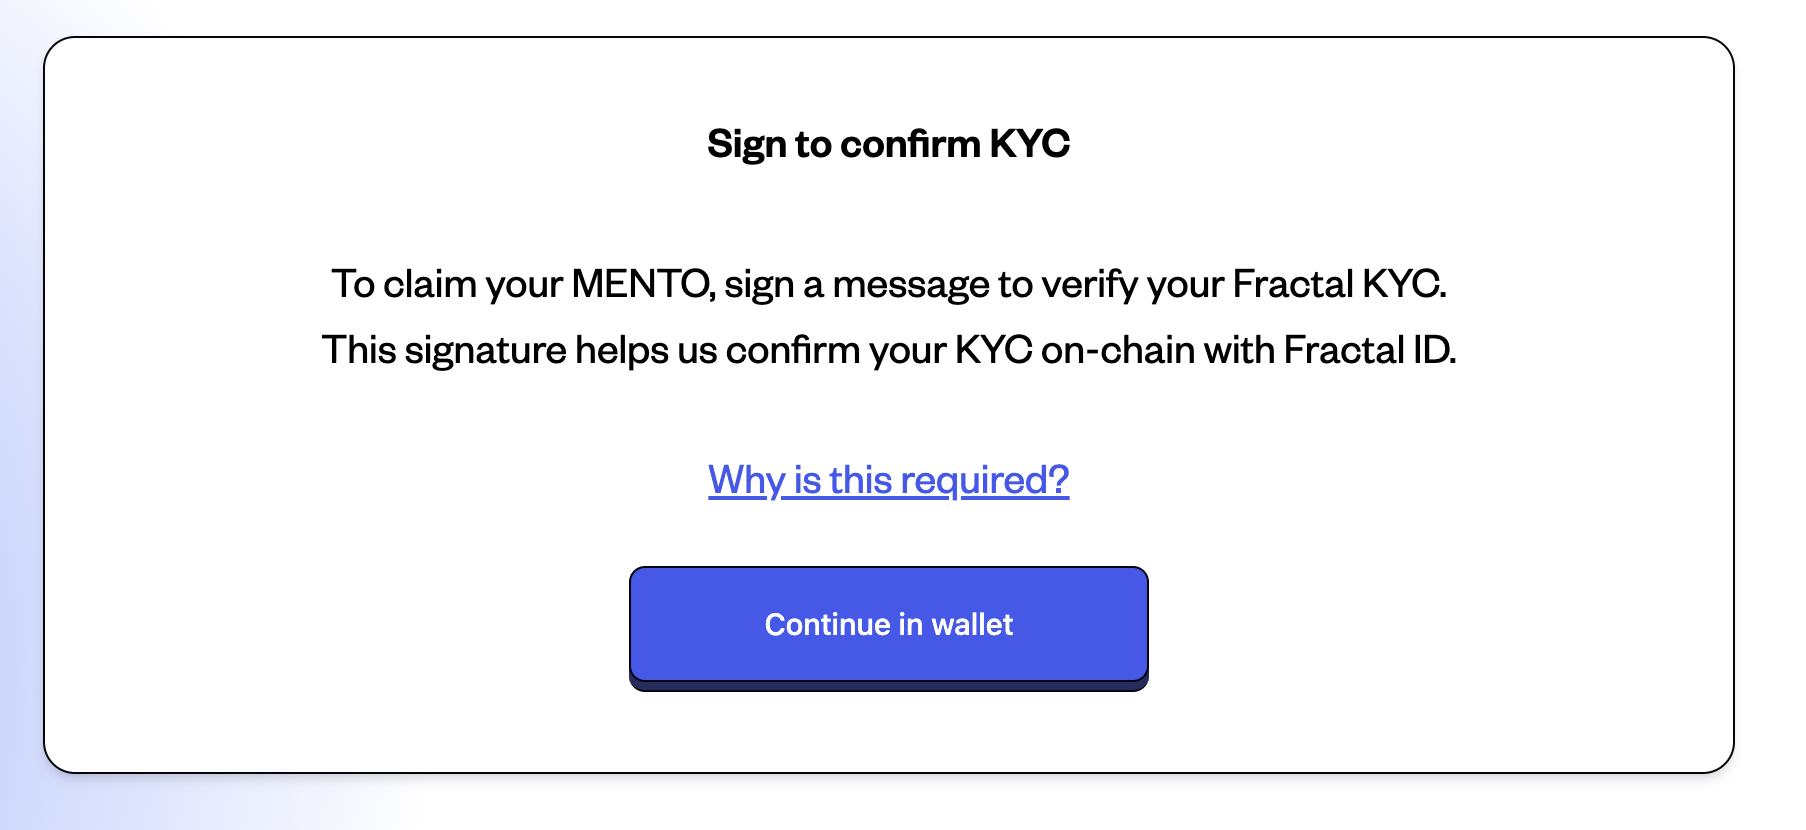 Sign to confirm KYC
To claim your MENTO, sign a message to verify your Fractal KYC.
This signature helps us confirm your KYC on-chain with Fractal ID.
Why is this required?
Continue in wallet